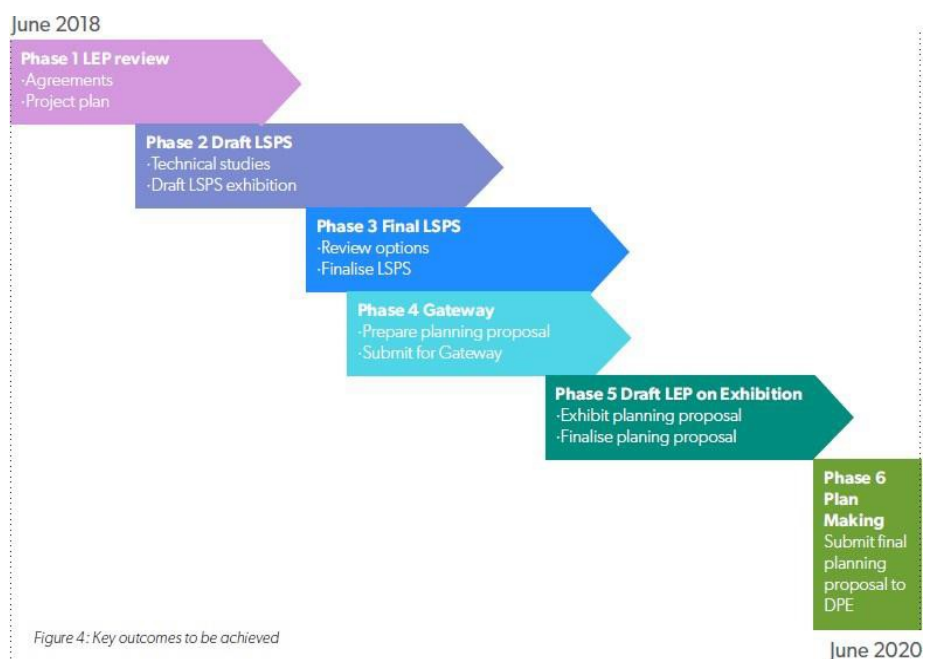 June 2018
Phase 1 LEP review
·Agreements
·Project plan
Phase 2 Draft LSPS
·Technical studies
·Draft LSPS exhibition
Phase 3 Final LSPS
·Review options
·Finalise LSPS
Phase 4 Gateway
·Prepare planning proposal
·Submit for Gateway
Phase 5 Draft LEP on Exhibition
·Exhibit planning proposal
·Finalise planing proposal
Phase 6
Plan
Making
Submit final
planning
proposal to
DPE
Figure 4: Key outcomes to be achieved
June 2020